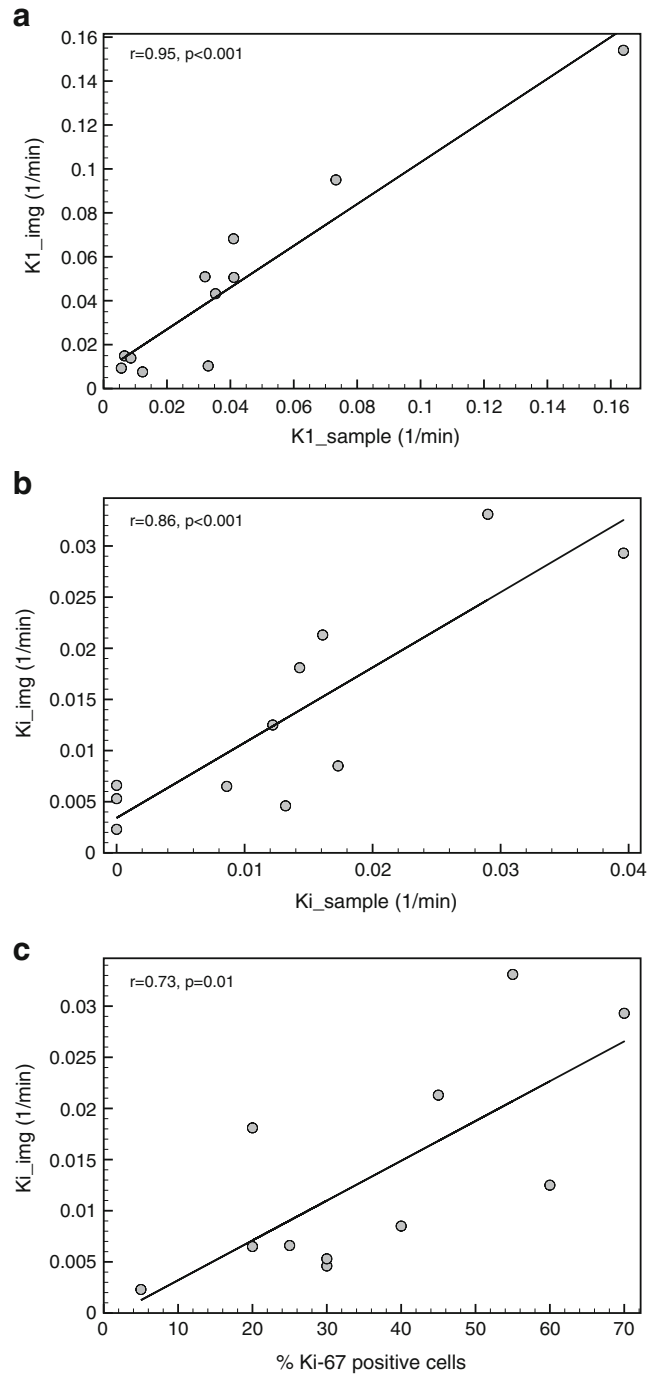 a
r=0.95, p<0.001
0.16
0.14
0.12
0.1
0.08
0.06
0.04
0.02
0
K1_img (1/min)
0 0.02 0.04 0.06 0.08 0.1 0.12 0.14 0.16
K1_sample (1/min)
b
r=0.86, p<0.001
0.03
0.025
0.02
0.015
0.01
0.005
0
Ki_img (1/min)
0 0.01 0.02 0.03 0.04
Ki_sample (1/min)
c
r=0.73, p=0.01
0.03
0.025
0.02
0.015
0.01
0.005
0
Ki_img (1/min)
0 10 20 30 40 50 60 70
% Ki-67 positive cells